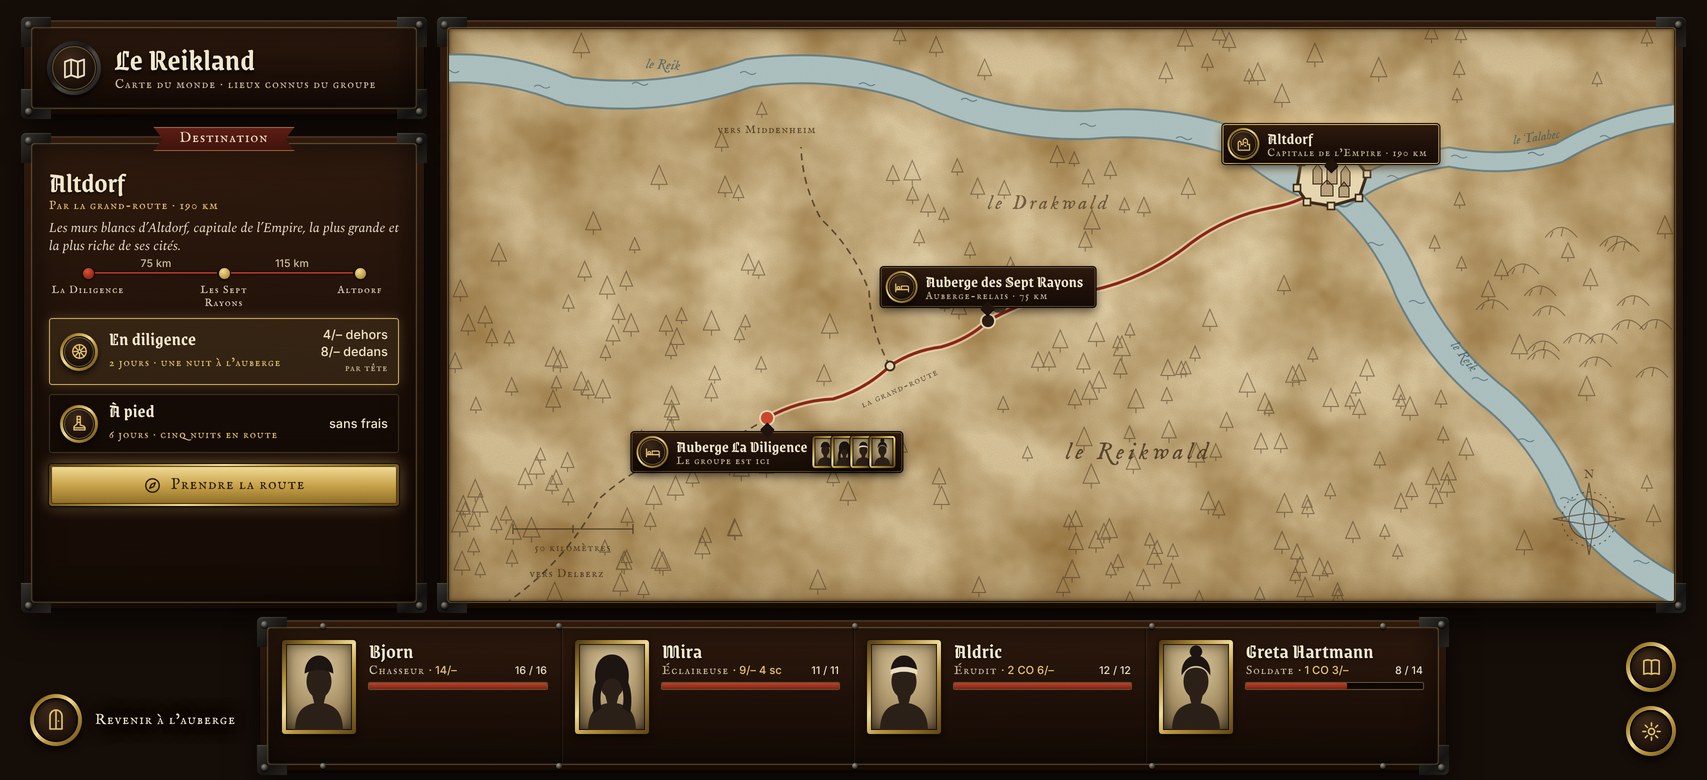 Le Reikland
Carte du monde · lieux connus du groupe
Destination
Altdorf
Par la grand-route · 190 km
Les murs blancs d'Altdorf, capitale de l'Empire, la plus grande et
la plus riche de ses cités.
75 km
115 km
La Diligence
Les Sept
Rayons
Altdorf
En diligence
2 jours · une nuit à l'auberge
4/– dehors
8/– dedans
par tête
À pied
6 jours · cinq nuits en route
sans frais
Prendre la route
le Reik
vers Middenheim
Altdorf
Capitale de l'Empire · 190 km
le Talabec
le Drakwald
Auberge des Sept Rayons
Auberge-relais · 75 km
le Reik
la grand-route
Auberge La Diligence
Le groupe est ici
le Reikwald
N
50 kilomètres
vers Delberz
Bjorn
Chasseur · 14/–
16 / 16
Mira
Éclaireuse · 9/– 4 sc
11 / 11
Aldric
Érudit · 2 CO 6/–
12 / 12
Greta Hartmann
Soldate · 1 CO 3/–
8 / 14
Revenir à l'auberge